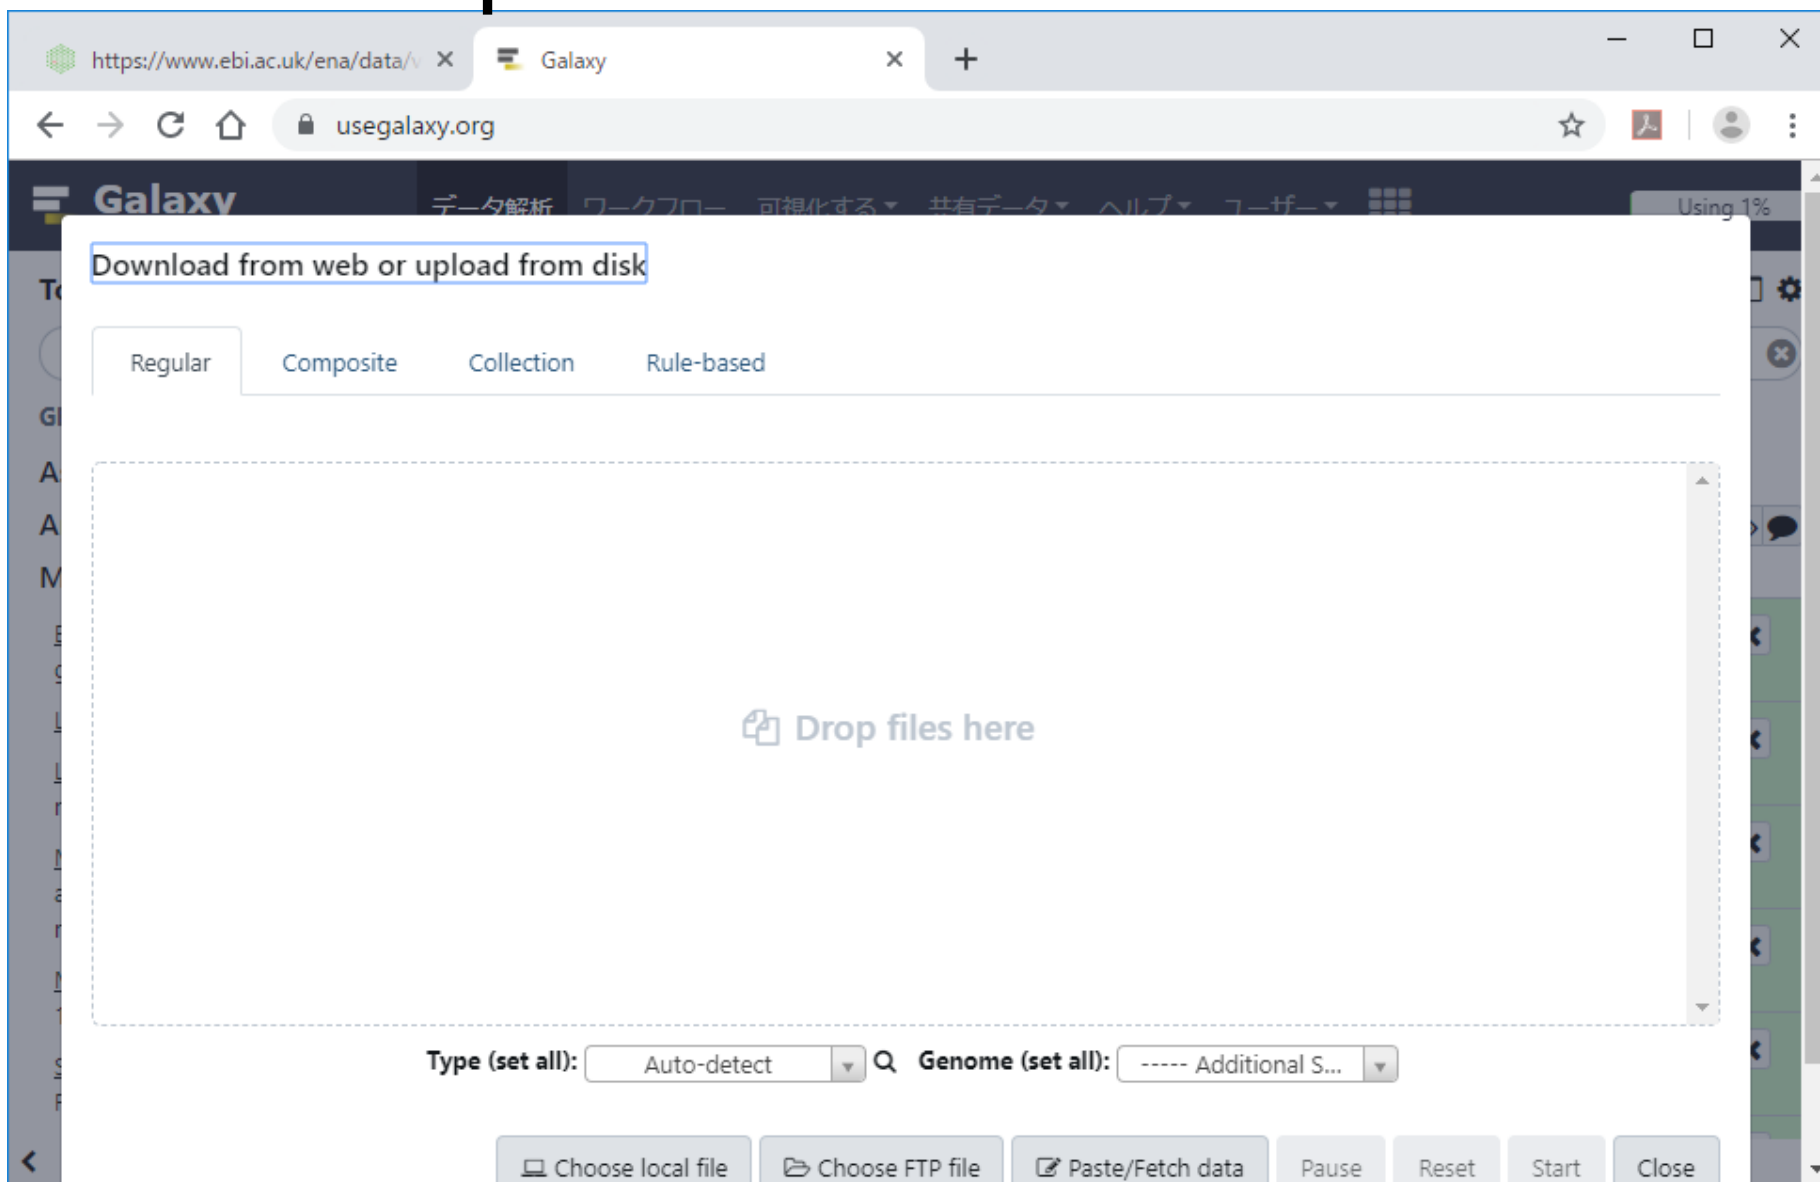 https://www.ebi.ac.uk/ena/data/v
Galaxy
usegalaxy.org
Galaxy
データ解析 ワークフロー 可視化する 共有データ ヘルプ ユーザー Using 1%
Download from web or upload from disk
Regular Composite Collection Rule-based
Drop files here
Type (set all): Auto-detect Genome (set all): ----- Additional S...
Choose local file Choose FTP file Paste/Fetch data Pause Reset Start Close